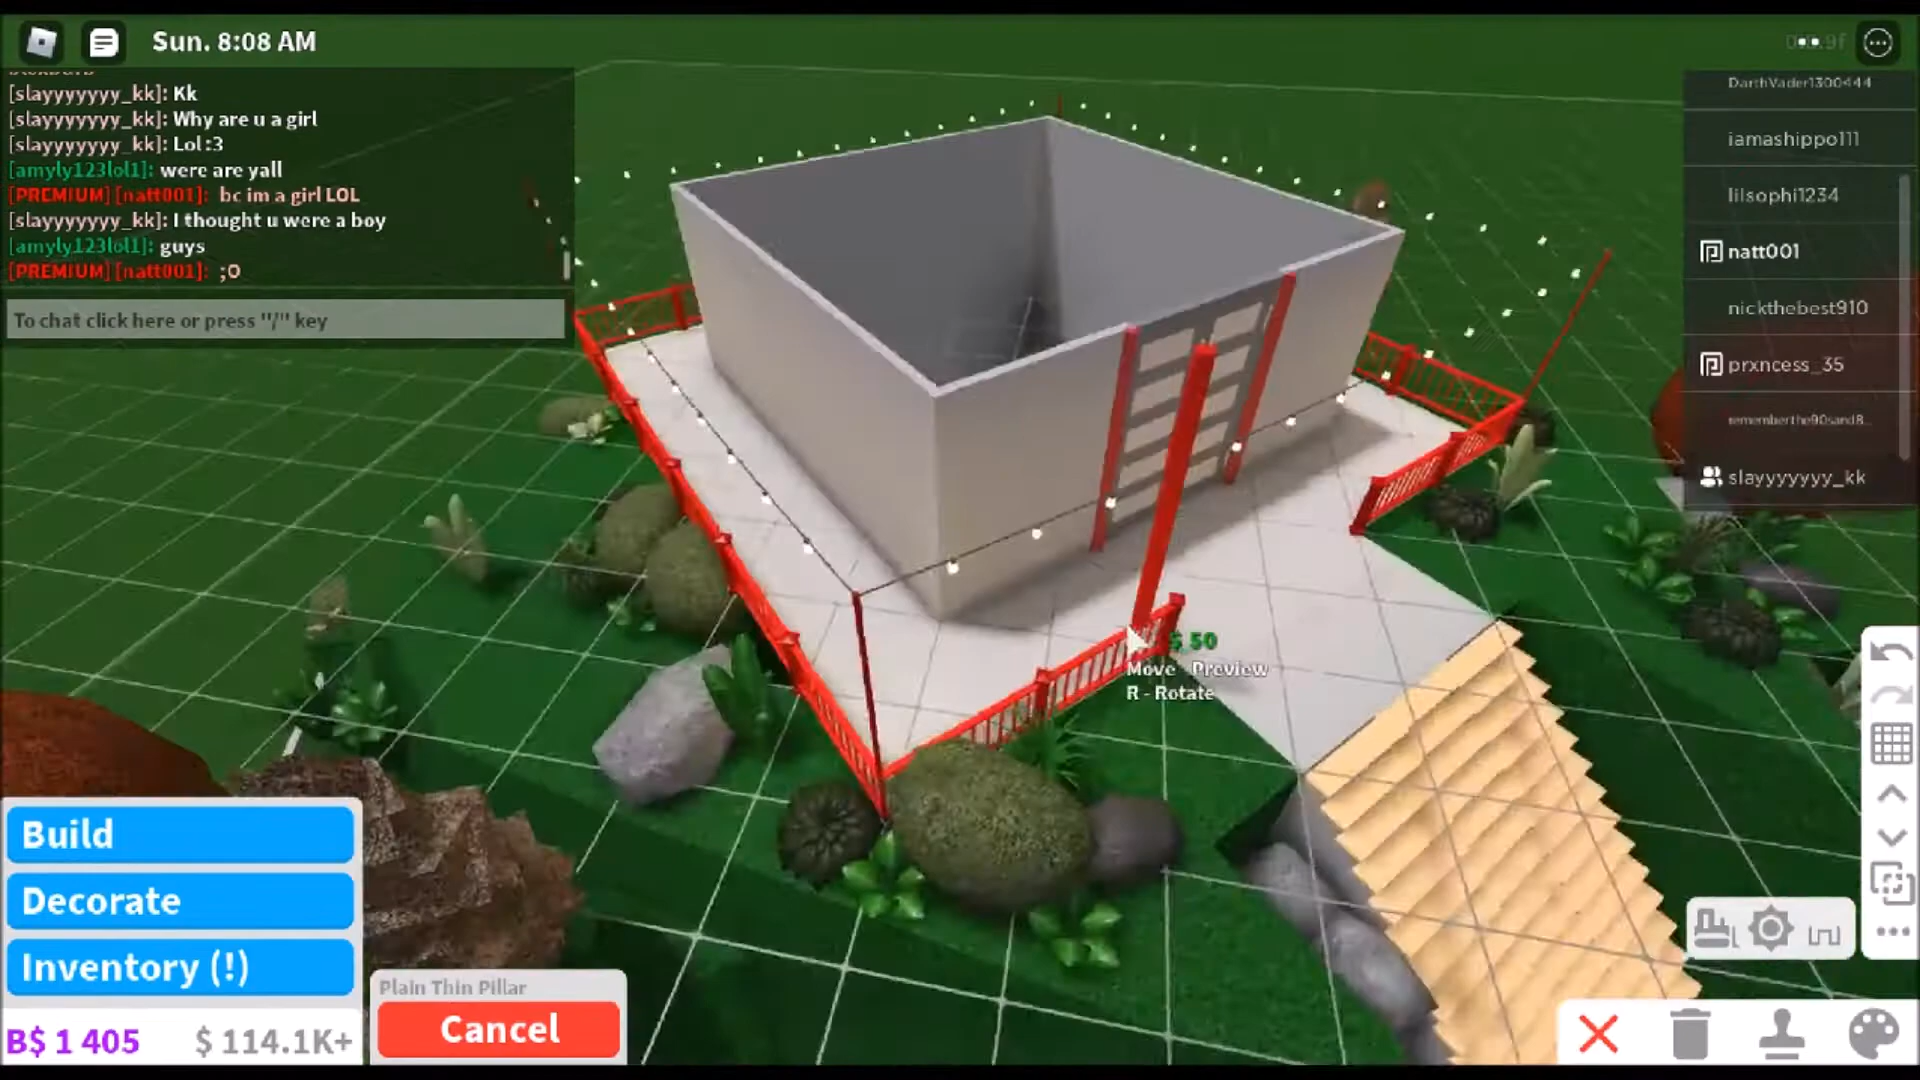 Sun. 8:08 AM
[slayyyyyyy_kk]: Kk
[slayyyyyyy_kk]: Why are u a girl
[slayyyyyyy_kk]: Lol :3
[amyly123lol1]: were are yall
[PREMIUM] [natt001]: bc im a girl LOL
[slayyyyyyy_kk]: I thought u were a boy
[amyly123lol1]: guys
[PREMIUM] [natt001]: ;O
To chat click here or press "/" key
DarthVader1300444
iamashippo111
lilsophi1234
natt001
nickthebest910
prxncess_35
rememberthe90sand8...
slayyyyyyy_kk
$ 50
Move Preview
R - Rotate
Build
Decorate
Inventory (!)
B$ 1 405
$ 114.1K+
Plain Thin Pillar
Cancel